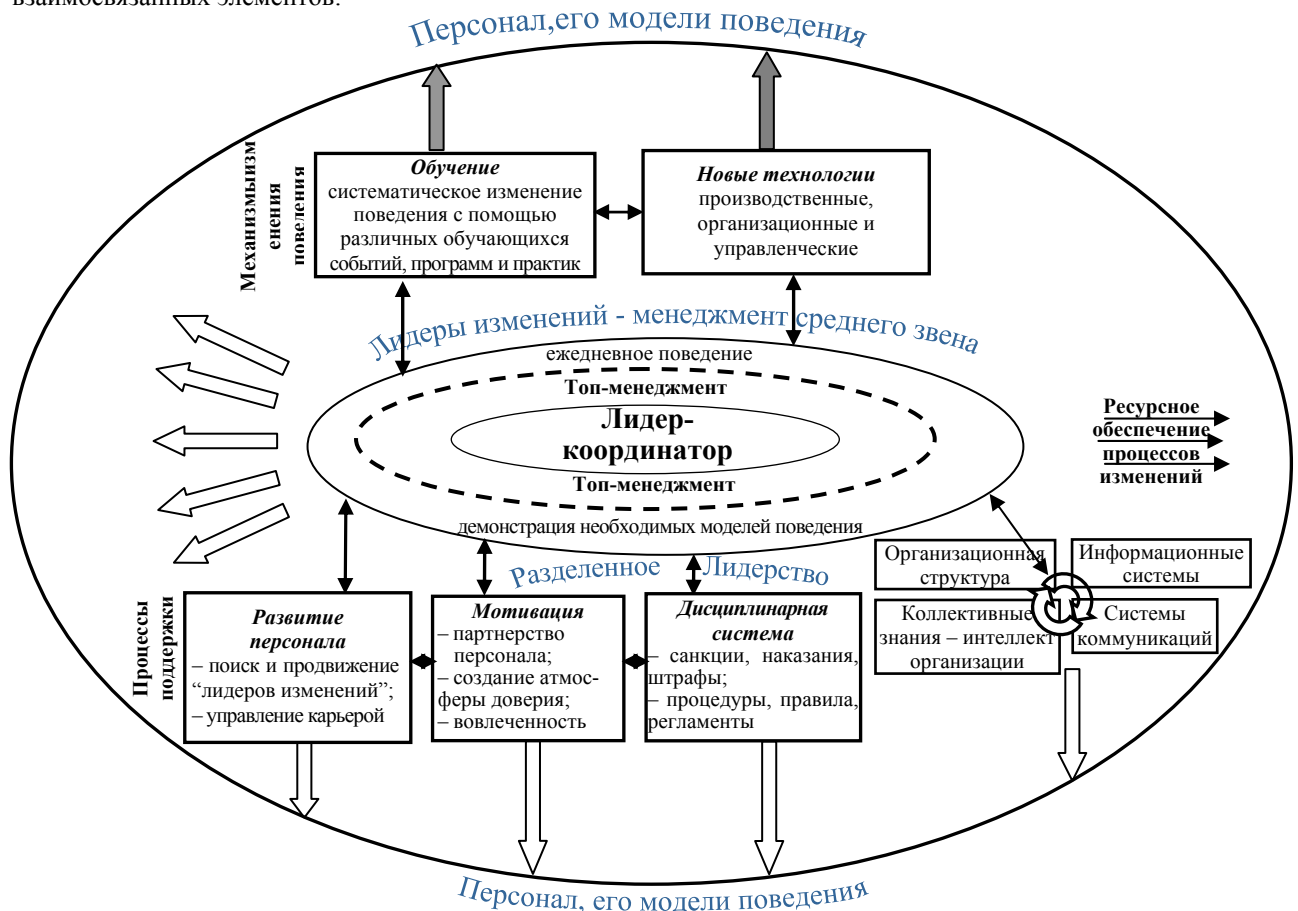 взаимосвязанных элементов.
Персонал,его модели поведения
Механизмыизм
енения
поведения
Обучение
систематическое изменение
поведения с помощью
различных обучающихся
событий, программ и практик
Новые технологии
производственные,
организационные и
управленческие
Лидеры изменений - менеджмент среднего звена
ежедневное поведение
Топ-менеджмент
Лидер-
координатор
Топ-менеджмент
демонстрация необходимых моделей поведения
Ресурсное
обеспечение
процессов
изменений
Разделенное Лидерство
Процессы
поддержки
Развитие
персонала
– поиск и продвижение
“лидеров изменений”;
– управление карьерой
Мотивация
– партнерство
персонала;
– создание атмос-
феры доверия;
– вовлеченность
Дисциплинарная
система
– санкции, наказания,
штрафы;
– процедуры, правила,
регламенты
Организационная
структура
Информационные
системы
Коллективные
знания – интеллект
организации
Системы
коммуникаций
Персонал, его модели поведения